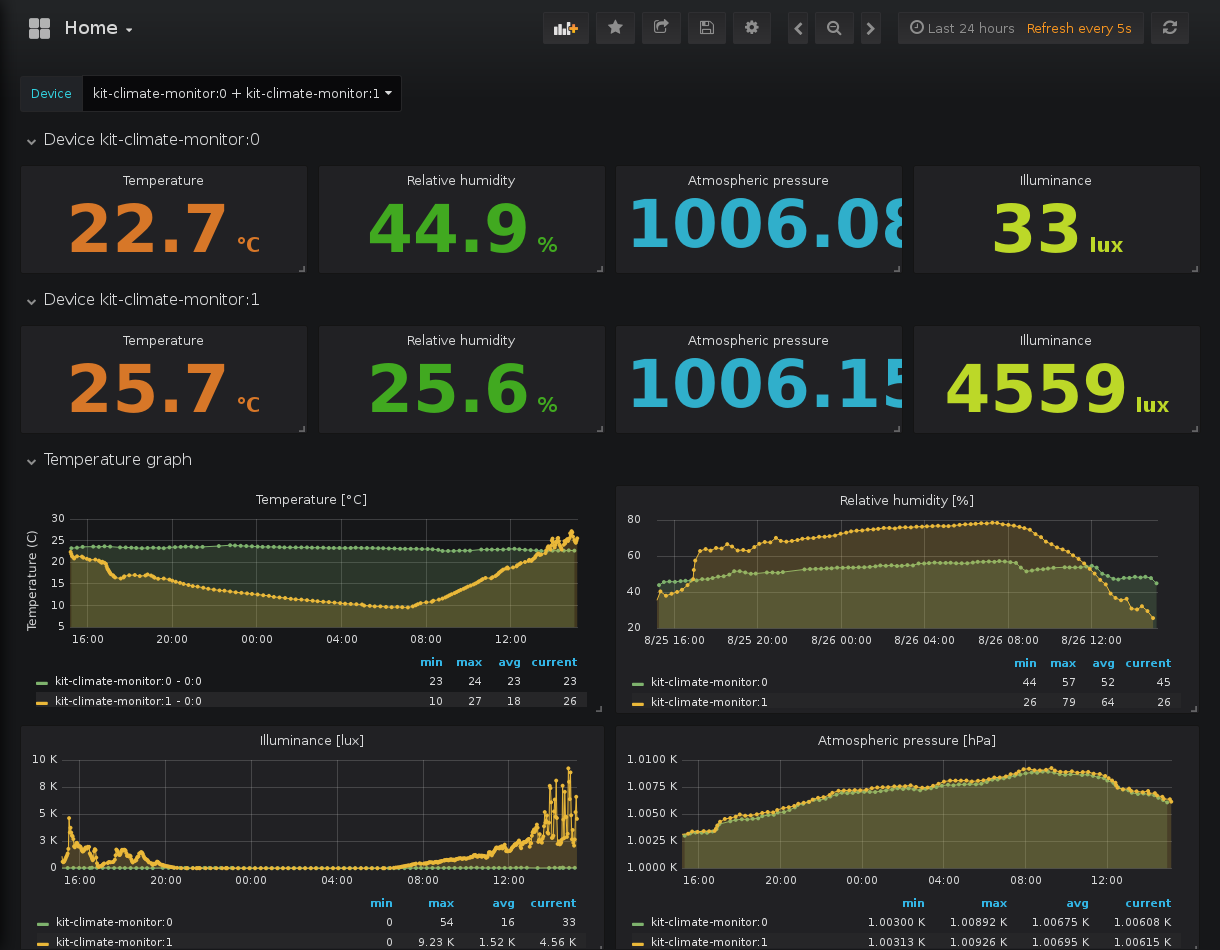 Home
Last 24 hours Refresh every 5s
Device kit-climate-monitor:0 + kit-climate-monitor:1
Device kit-climate-monitor:0
Temperature Relative humidity Atmospheric pressure Illuminance
22.7 °C 44.9 % 1006.08 33 lux
Device kit-climate-monitor:1
Temperature Relative humidity Atmospheric pressure Illuminance
25.7 °C 25.6 % 1006.15 4559 lux
Temperature graph
Temperature [°C]
Temperature (C)
30
25
20
15
10
5
16:00 20:00 00:00 04:00 08:00 12:00
min max avg current
kit-climate-monitor:0 - 0:0 23 24 23 23
kit-climate-monitor:1 - 0:0 10 27 18 26
Relative humidity [%]
80
60
40
20
8/25 16:00 8/25 20:00 8/26 00:00 8/26 04:00 8/26 08:00 8/26 12:00
min max avg current
kit-climate-monitor:0 44 57 52 45
kit-climate-monitor:1 26 79 64 26
Illuminance [lux]
10 K
8 K
5 K
3 K
0
16:00 20:00 00:00 04:00 08:00 12:00
min max avg current
kit-climate-monitor:0 0 54 16 33
kit-climate-monitor:1 0 9.23 K 1.52 K 4.56 K
Atmospheric pressure [hPa]
1.0100 K
1.0075 K
1.0050 K
1.0025 K
1.0000 K
16:00 20:00 00:00 04:00 08:00 12:00
min max avg current
kit-climate-monitor:0 1.00300 K 1.00892 K 1.00675 K 1.00608 K
kit-climate-monitor:1 1.00313 K 1.00926 K 1.00695 K 1.00615 K